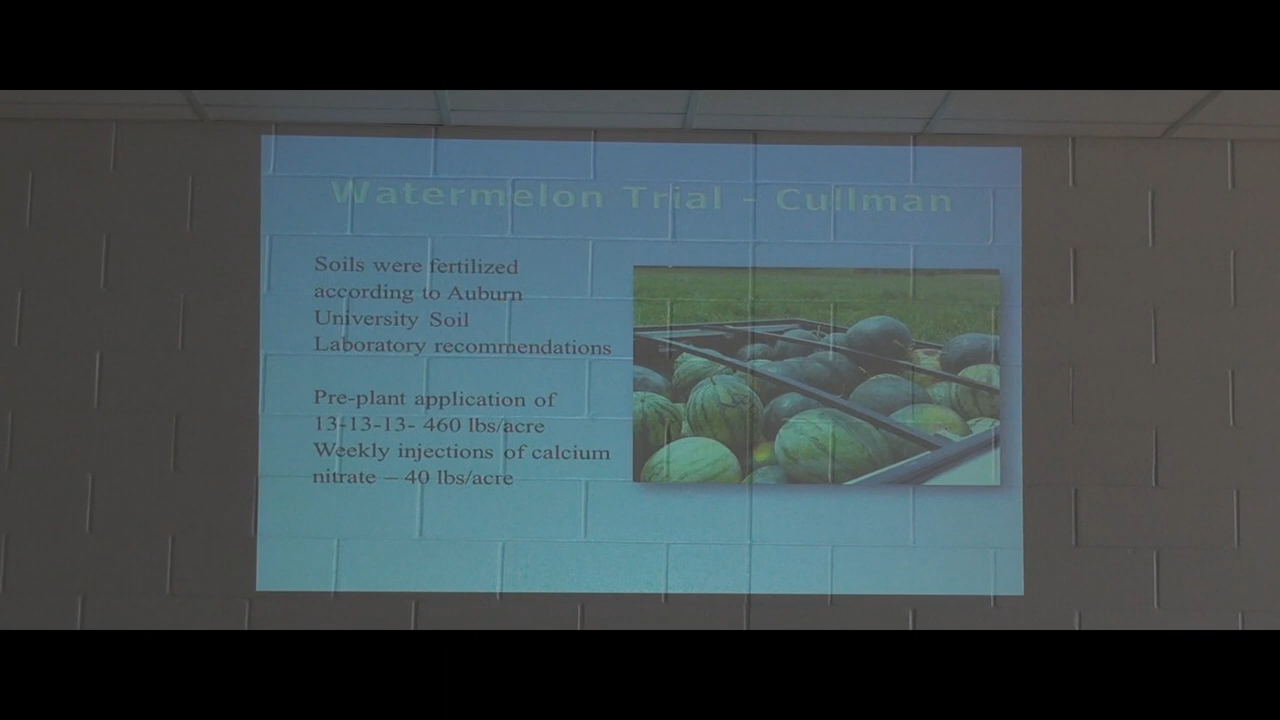 Watermelon Trial - Cullman
Soils were fertilized
according to Auburn
University Soil
Laboratory recommendations
Pre-plant application of
13-13-13- 460 lbs/acre
Weekly injections of calcium
nitrate – 40 lbs/acre